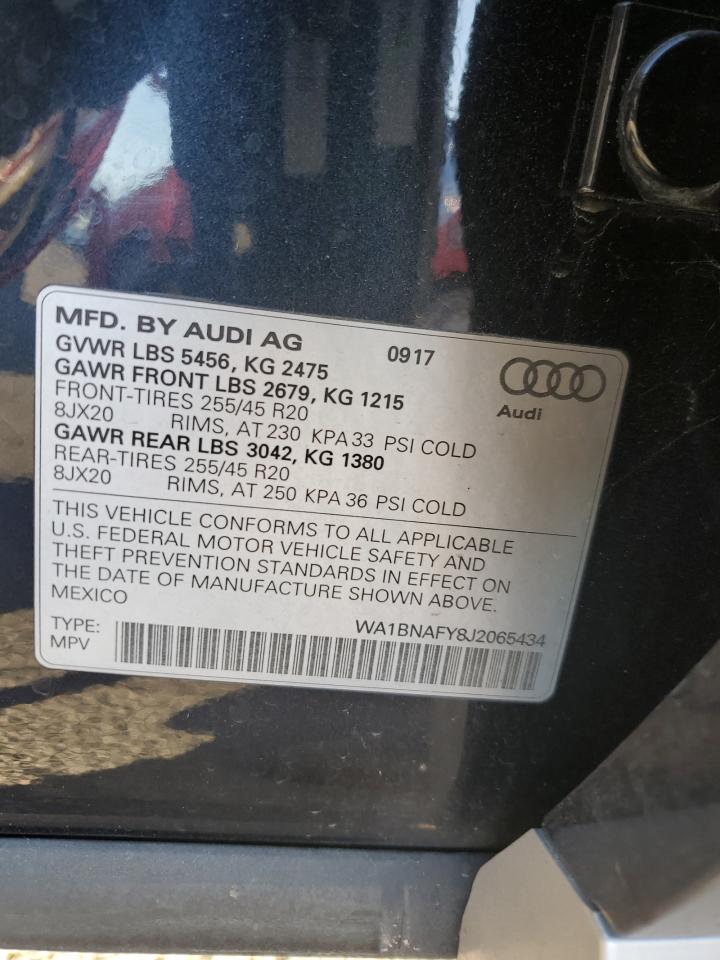 MFD. BY AUDI AG 0917
GVWR LBS 5456, KG 2475
GAWR FRONT LBS 2679, KG 1215
FRONT-TIRES 255/45 R20
8JX20 RIMS, AT 230 KPA 33 PSI COLD
GAWR REAR LBS 3042, KG 1380
REAR-TIRES 255/45 R20
8JX20 RIMS, AT 250 KPA 36 PSI COLD
Audi
THIS VEHICLE CONFORMS TO ALL APPLICABLE
U.S. FEDERAL MOTOR VEHICLE SAFETY AND
THEFT PREVENTION STANDARDS IN EFFECT ON
THE DATE OF MANUFACTURE SHOWN ABOVE.
MEXICO
TYPE: WA1BNAFY8J2065434
MPV